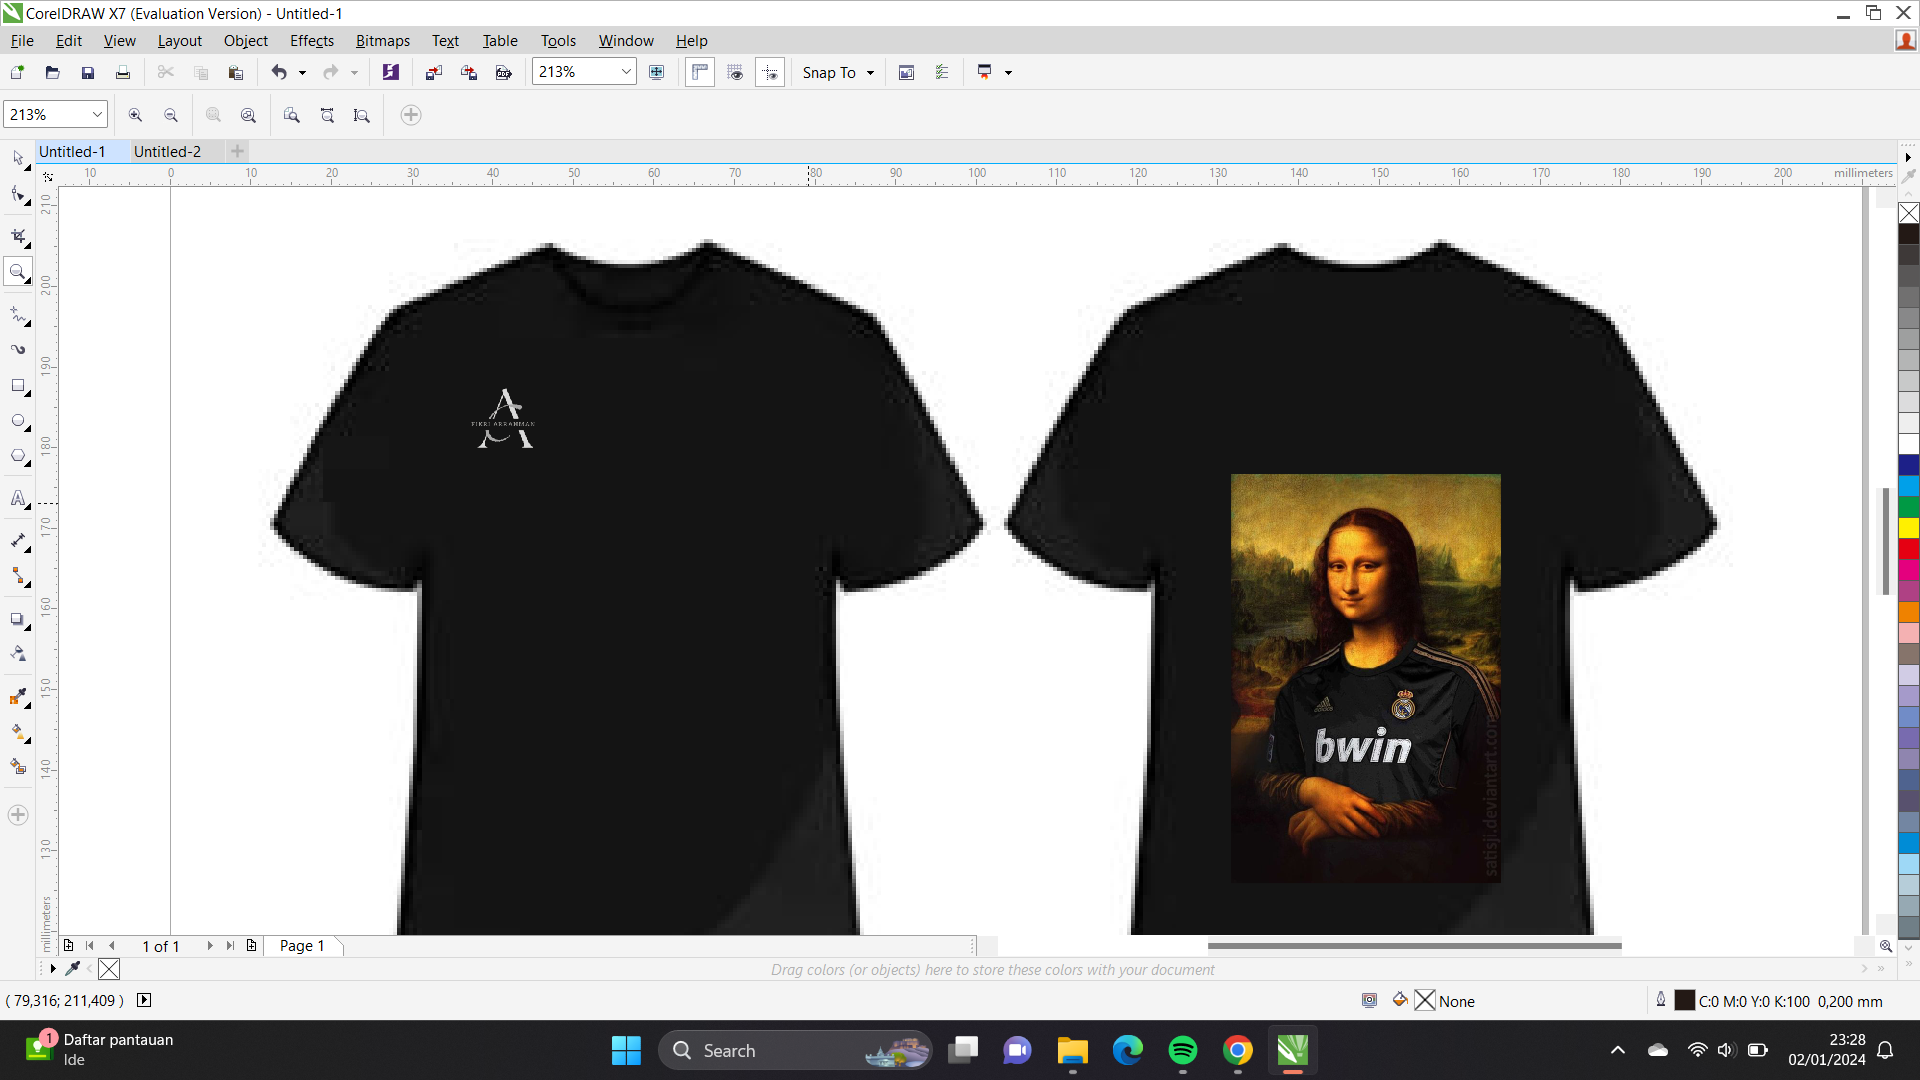 CorelDRAW X7 (Evaluation Version) - Untitled-1
File Edit View Layout Object Effects Bitmaps Text Table Tools Window Help
213% Snap To
213%
Untitled-1 Untitled-2
10 0 10 20 30 40 50 60 70 80 90 100 110 120 130 140 150 160 170 180 190 200 millimeters
210
200
190
180
170
160
150
140
130
millimeters
A
FIKRI ARRAHMAN
adidas
bwin
satisji.deviantart.com
1 of 1 Page 1
Drag colors (or objects) here to store these colors with your document
( 79,316; 211,409 ) None C:0 M:0 Y:0 K:100 0,200 mm
1 Daftar pantauan
Ide
Search
23:28
02/01/2024